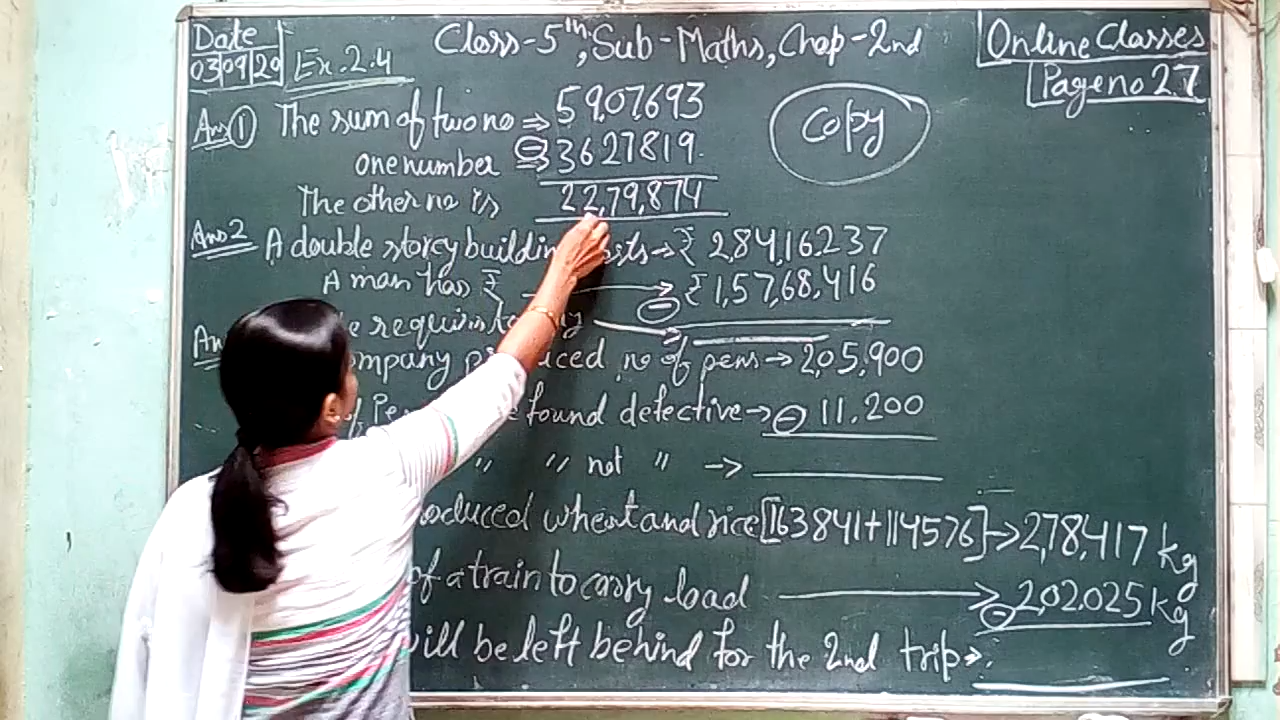 Date
03/09/20
Ex. 2.4
Class-5th, Sub-Maths, Chap-2nd
Online Classes
Page no 27
Ans 1 The sum of two no ⇒ 59,07,693
Copy
one number ⇒ ⊖ 3627819
The other no is 22,79,874
Ans 2 A double storey building → ₹ 2,84,16,237
A man has ₹ → ⊖ ₹ 1,57,68,416
produced no of pens → 2,05,900
found defective → ⊖ 11,200
" " not " →
wheat and rice [163841+114576] → 2,78,417 kg
of a train to carry load → ⊖ 2,02,025 kg
will be left behind for the 2nd trip →